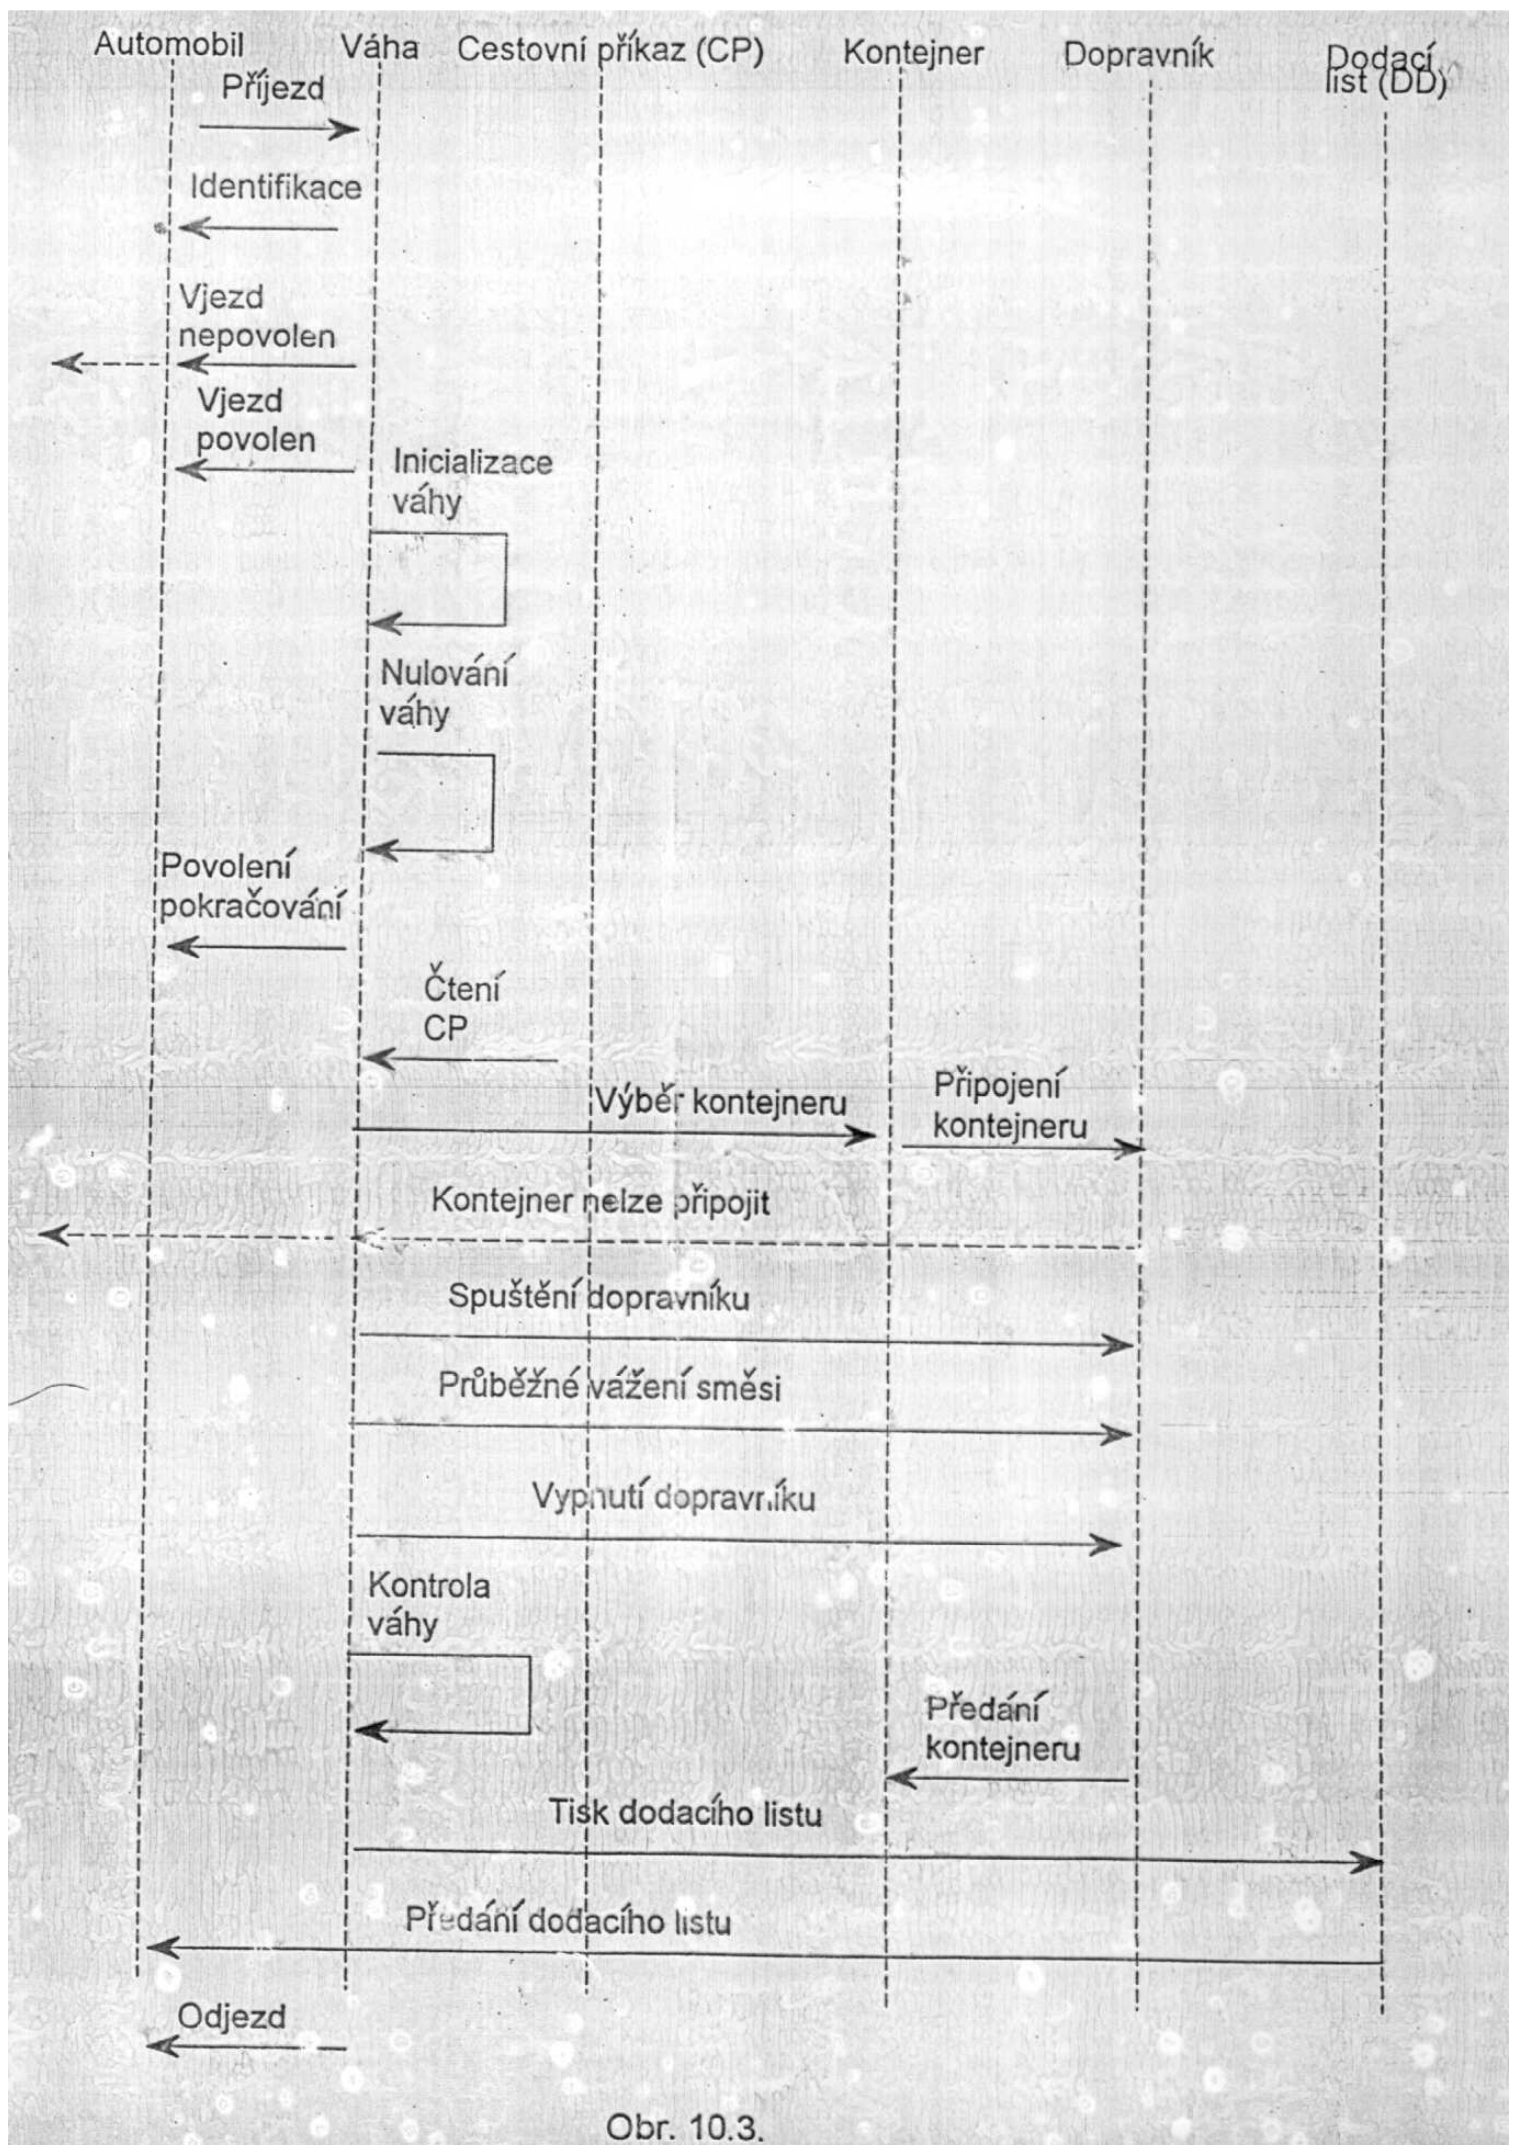 Automobil
Váha
Cestovní příkaz (CP)
Kontejner
Dopravník
Dodací
list (DD)
Příjezd
Identifikace
Vjezd
nepovolen
Vjezd
povolen
Inicializace
váhy
Nulování
váhy
Povolení
pokračování
Čtení
CP
Výběr kontejneru
Připojení
kontejneru
Kontejner nelze připojit
Spuštění dopravníku
Průběžné vážení směsi
Vypnutí dopravníku
Kontrola
váhy
Předání
kontejneru
Tisk dodacího listu
Předání dodacího listu
Odjezd
Obr. 10.3.